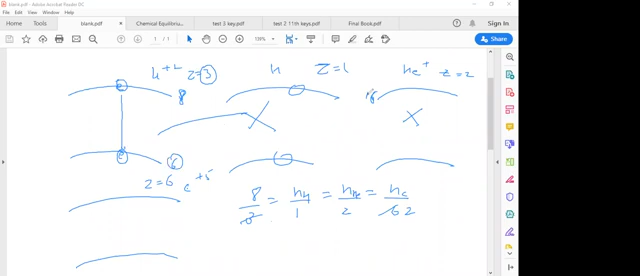 blank.pdf - Adobe Acrobat Reader DC
File Edit View Window Help
Home Tools blank.pdf × Chemical Equilibriu... test 3 key.pdf test 2 11th keys.pdf Final Book.pdf Sign In
1 / 1 139%
z=3 H Z=1 He+ z=2
8
6
z=6 C+5
8/3 = nH/1 = nHe/2 = nC/6 2